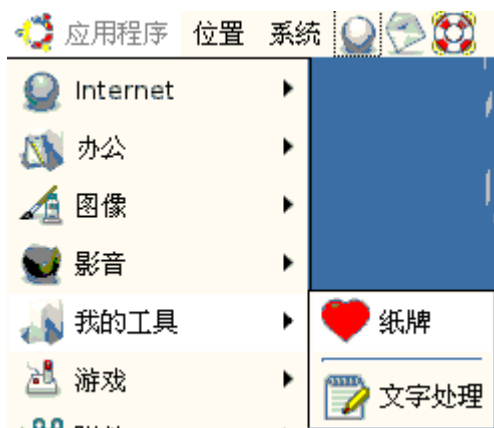 应用程序 位置 系统
Internet
办公
图像
影音
我的工具
纸牌
游戏
文字处理